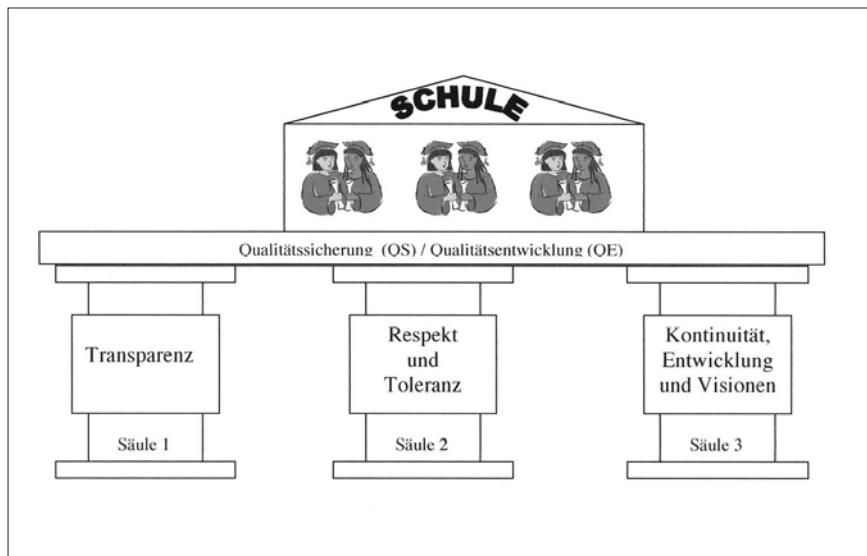 SCHULE
Qualitätssicherung (QS) / Qualitätsentwicklung (QE)
Transparenz
Säule 1
Respekt
und
Toleranz
Säule 2
Kontinuität,
Entwicklung
und Visionen
Säule 3